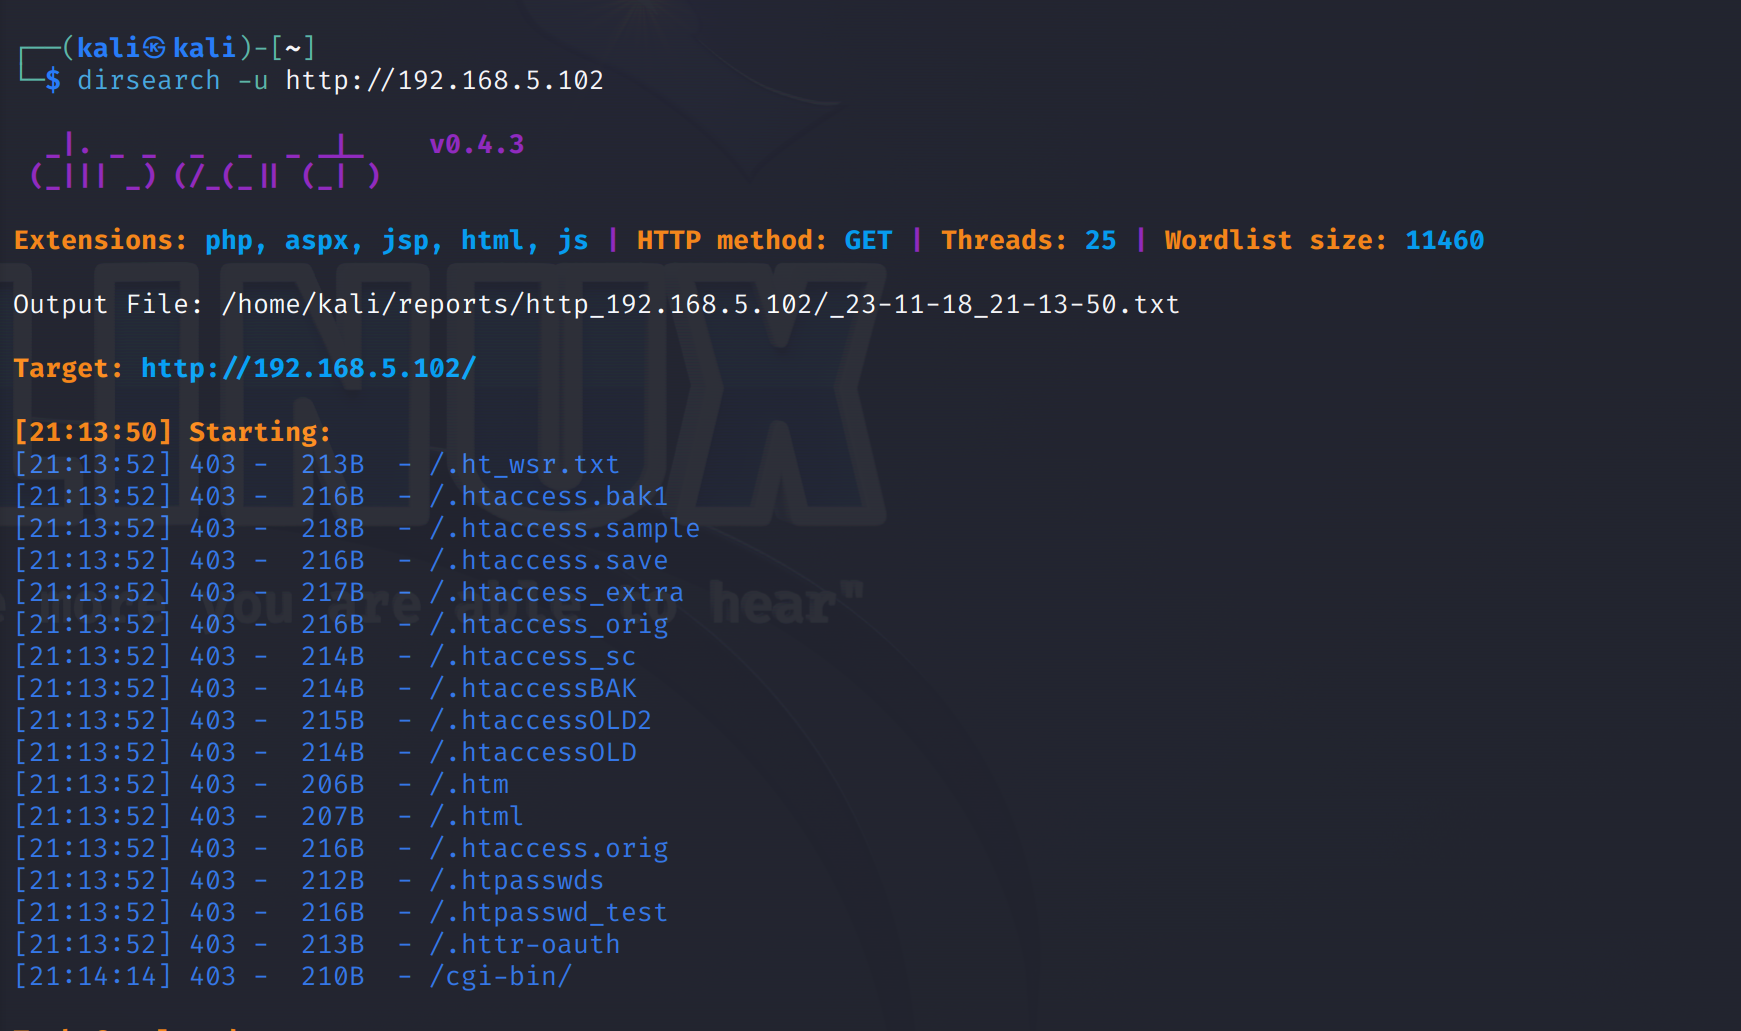 ┌──(kali㉿kali)-[~]
└─$ dirsearch -u http://192.168.5.102
  _|. _ _  _  _  _ _|_    v0.4.3
 (_||| _) (/_(_|| (_| )
Extensions: php, aspx, jsp, html, js | HTTP method: GET | Threads: 25 | Wordlist size: 11460
Output File: /home/kali/reports/http_192.168.5.102/_23-11-18_21-13-50.txt
Target: http://192.168.5.102/
[21:13:50] Starting:
[21:13:52] 403 -  213B  - /.ht_wsr.txt
[21:13:52] 403 -  216B  - /.htaccess.bak1
[21:13:52] 403 -  218B  - /.htaccess.sample
[21:13:52] 403 -  216B  - /.htaccess.save
[21:13:52] 403 -  217B  - /.htaccess_extra
[21:13:52] 403 -  216B  - /.htaccess_orig
[21:13:52] 403 -  214B  - /.htaccess_sc
[21:13:52] 403 -  214B  - /.htaccessBAK
[21:13:52] 403 -  215B  - /.htaccessOLD2
[21:13:52] 403 -  214B  - /.htaccessOLD
[21:13:52] 403 -  206B  - /.htm
[21:13:52] 403 -  207B  - /.html
[21:13:52] 403 -  216B  - /.htaccess.orig
[21:13:52] 403 -  212B  - /.htpasswds
[21:13:52] 403 -  216B  - /.htpasswd_test
[21:13:52] 403 -  213B  - /.httr-oauth
[21:14:14] 403 -  210B  - /cgi-bin/
LINUX
more you are able to hear"